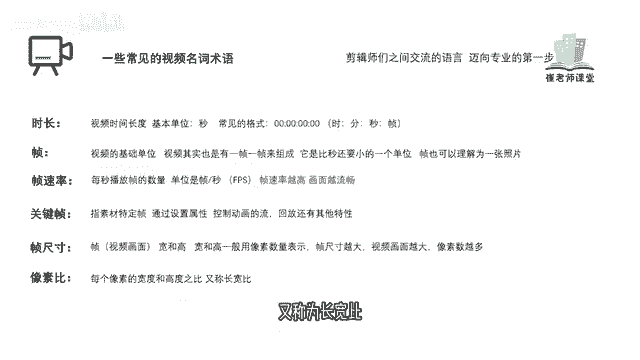 一些常见的视频名词术语
剪辑师们之间交流的语言 迈向专业的第一步
崔老师课堂
时长： 视频时间长度 基本单位：秒 常见的格式：00:00:00:00 （时：分：秒：帧）
帧： 视频的基础单位 视频其实也是有一帧一帧来组成 它是比秒还要小的一个单位 帧也可以理解为一张照片
帧速率： 每秒播放帧的数量 单位是帧/秒 （FPS） 帧速率越高 画面越流畅
关键帧： 指素材特定帧 通过设置属性 控制动画的流，回放还有其他特性
帧尺寸： 帧（视频画面）宽和高 宽和高一般用像素数量表示，帧尺寸越大，视频画面越大，像素数越多
像素比： 每个像素的宽度和高度之比 又称长宽比
又称为长宽比